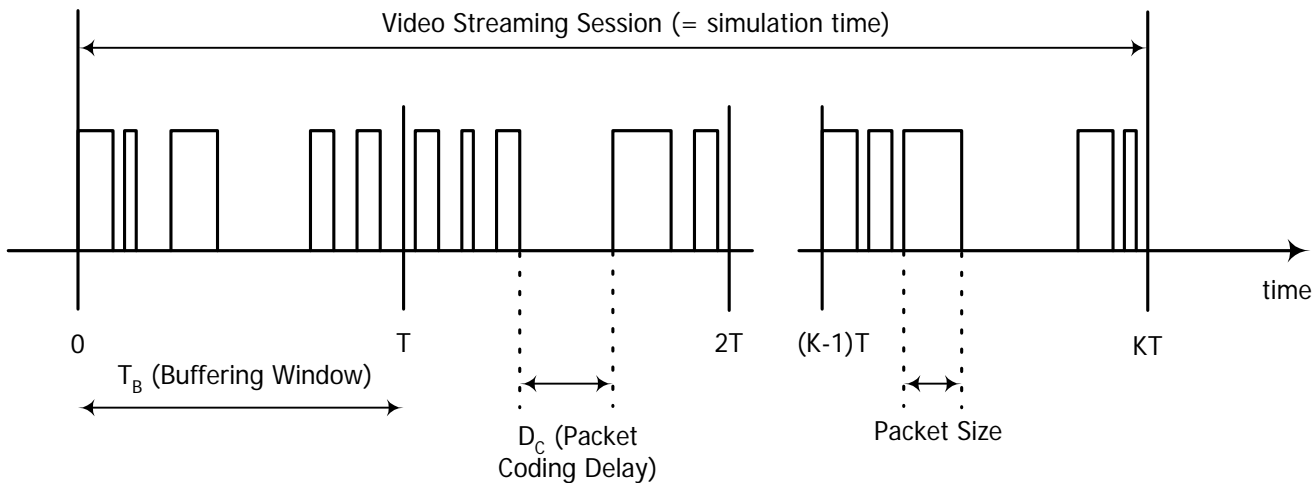 Video Streaming Session (= simulation time)
time
0
T
2T
(K-1)T
KT
T_B (Buffering Window)
D_C (Packet
Coding Delay)
Packet Size